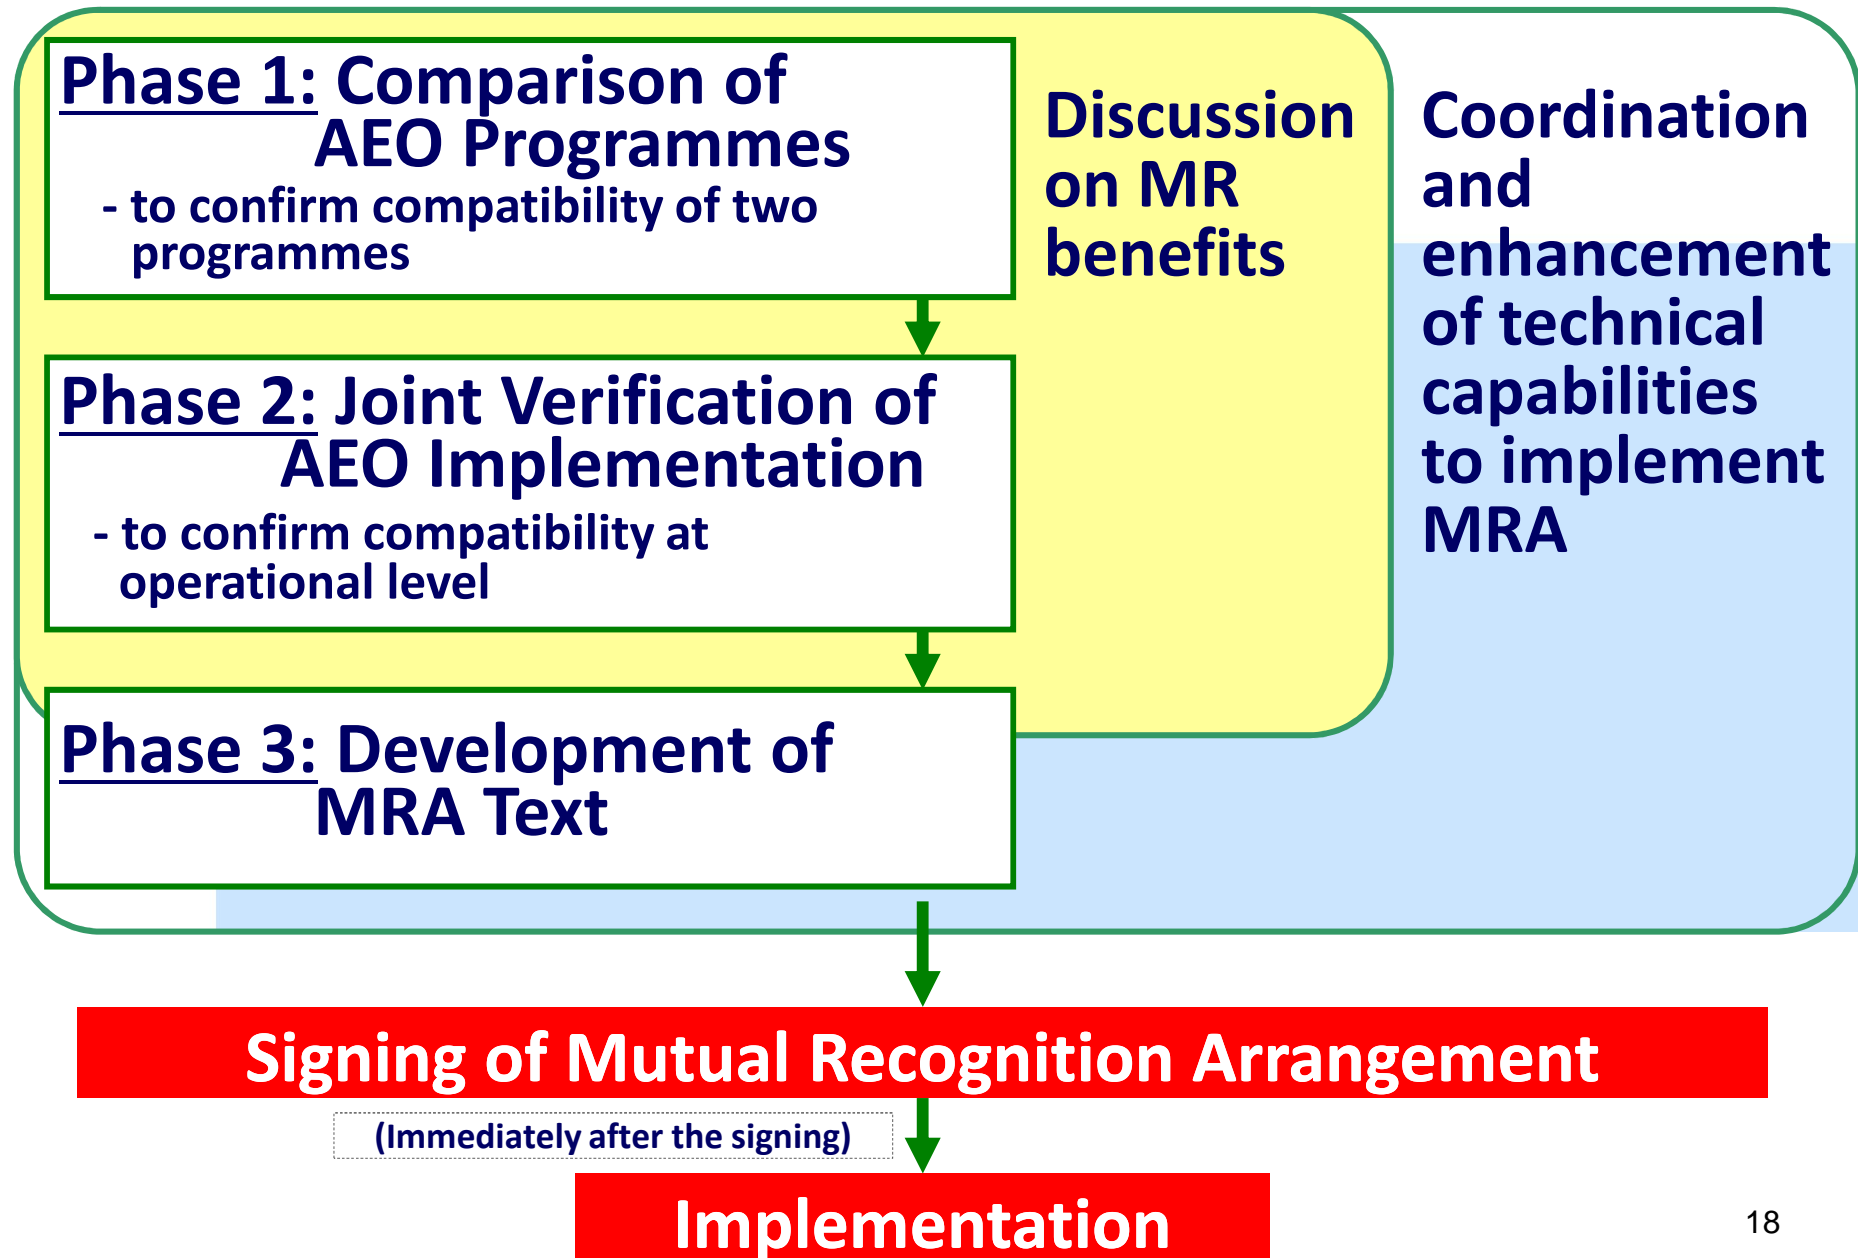 Phase 1: Comparison of
AEO Programmes
- to confirm compatibility of two
programmes
Discussion
on MR
benefits
Coordination
and
enhancement
of technical
capabilities
to implement
MRA
Phase 2: Joint Verification of
AEO Implementation
- to confirm compatibility at
operational level
Phase 3: Development of
MRA Text
Signing of Mutual Recognition Arrangement
(Immediately after the signing)
Implementation
18